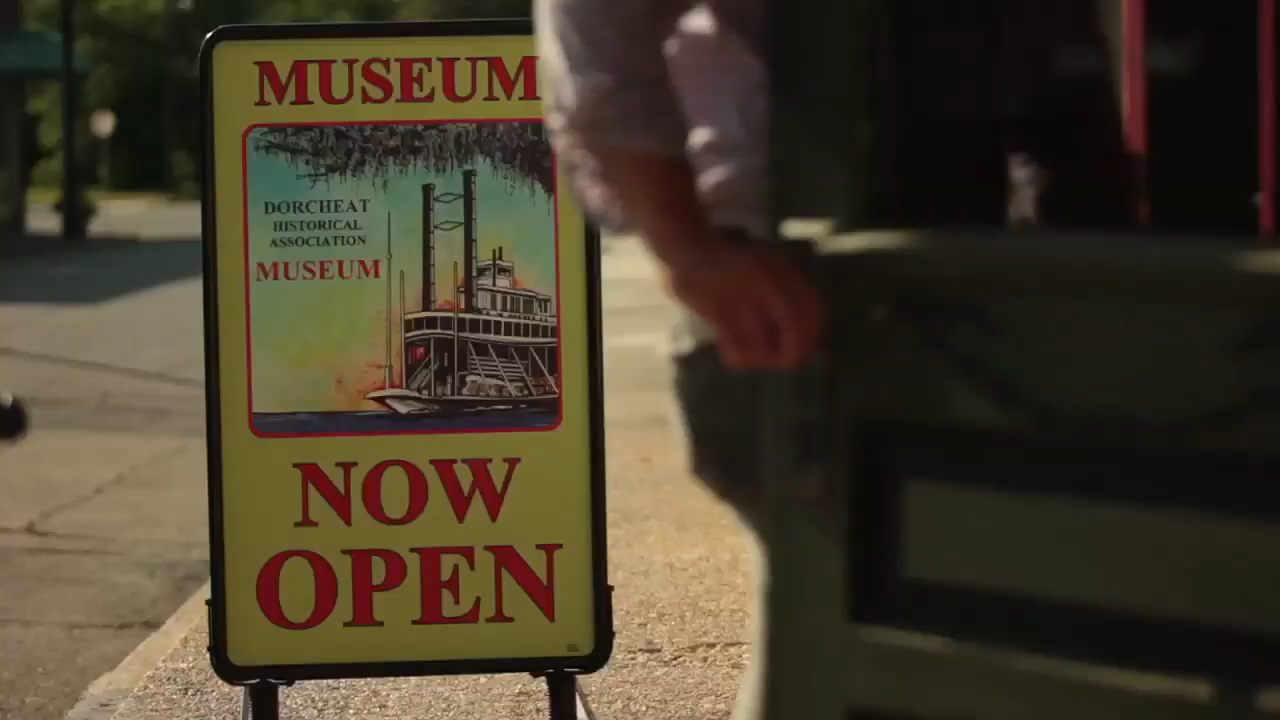 MUSEUM
DORCHEAT
HISTORICAL
ASSOCIATION
MUSEUM
NOW
OPEN